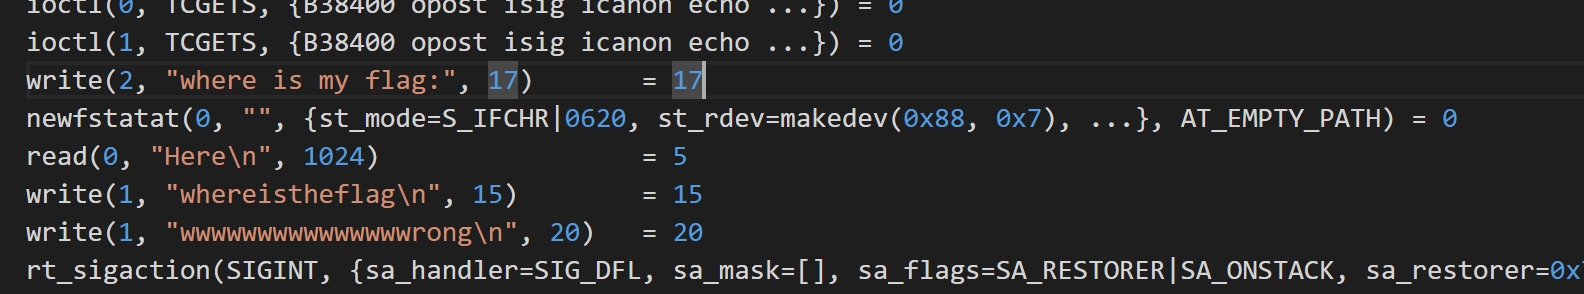 ioctl(0, TCGETS, {B38400 opost isig icanon echo ...}) = 0
ioctl(1, TCGETS, {B38400 opost isig icanon echo ...}) = 0
write(2, "where is my flag:", 17)       = 17
newfstatat(0, "", {st_mode=S_IFCHR|0620, st_rdev=makedev(0x88, 0x7), ...}, AT_EMPTY_PATH) = 0
read(0, "Here\n", 1024)                 = 5
write(1, "whereistheflag\n", 15)        = 15
write(1, "wwwwwwwwwwwwwwwrong\n", 20)   = 20
rt_sigaction(SIGINT, {sa_handler=SIG_DFL, sa_mask=[], sa_flags=SA_RESTORER|SA_ONSTACK, sa_restorer=0x